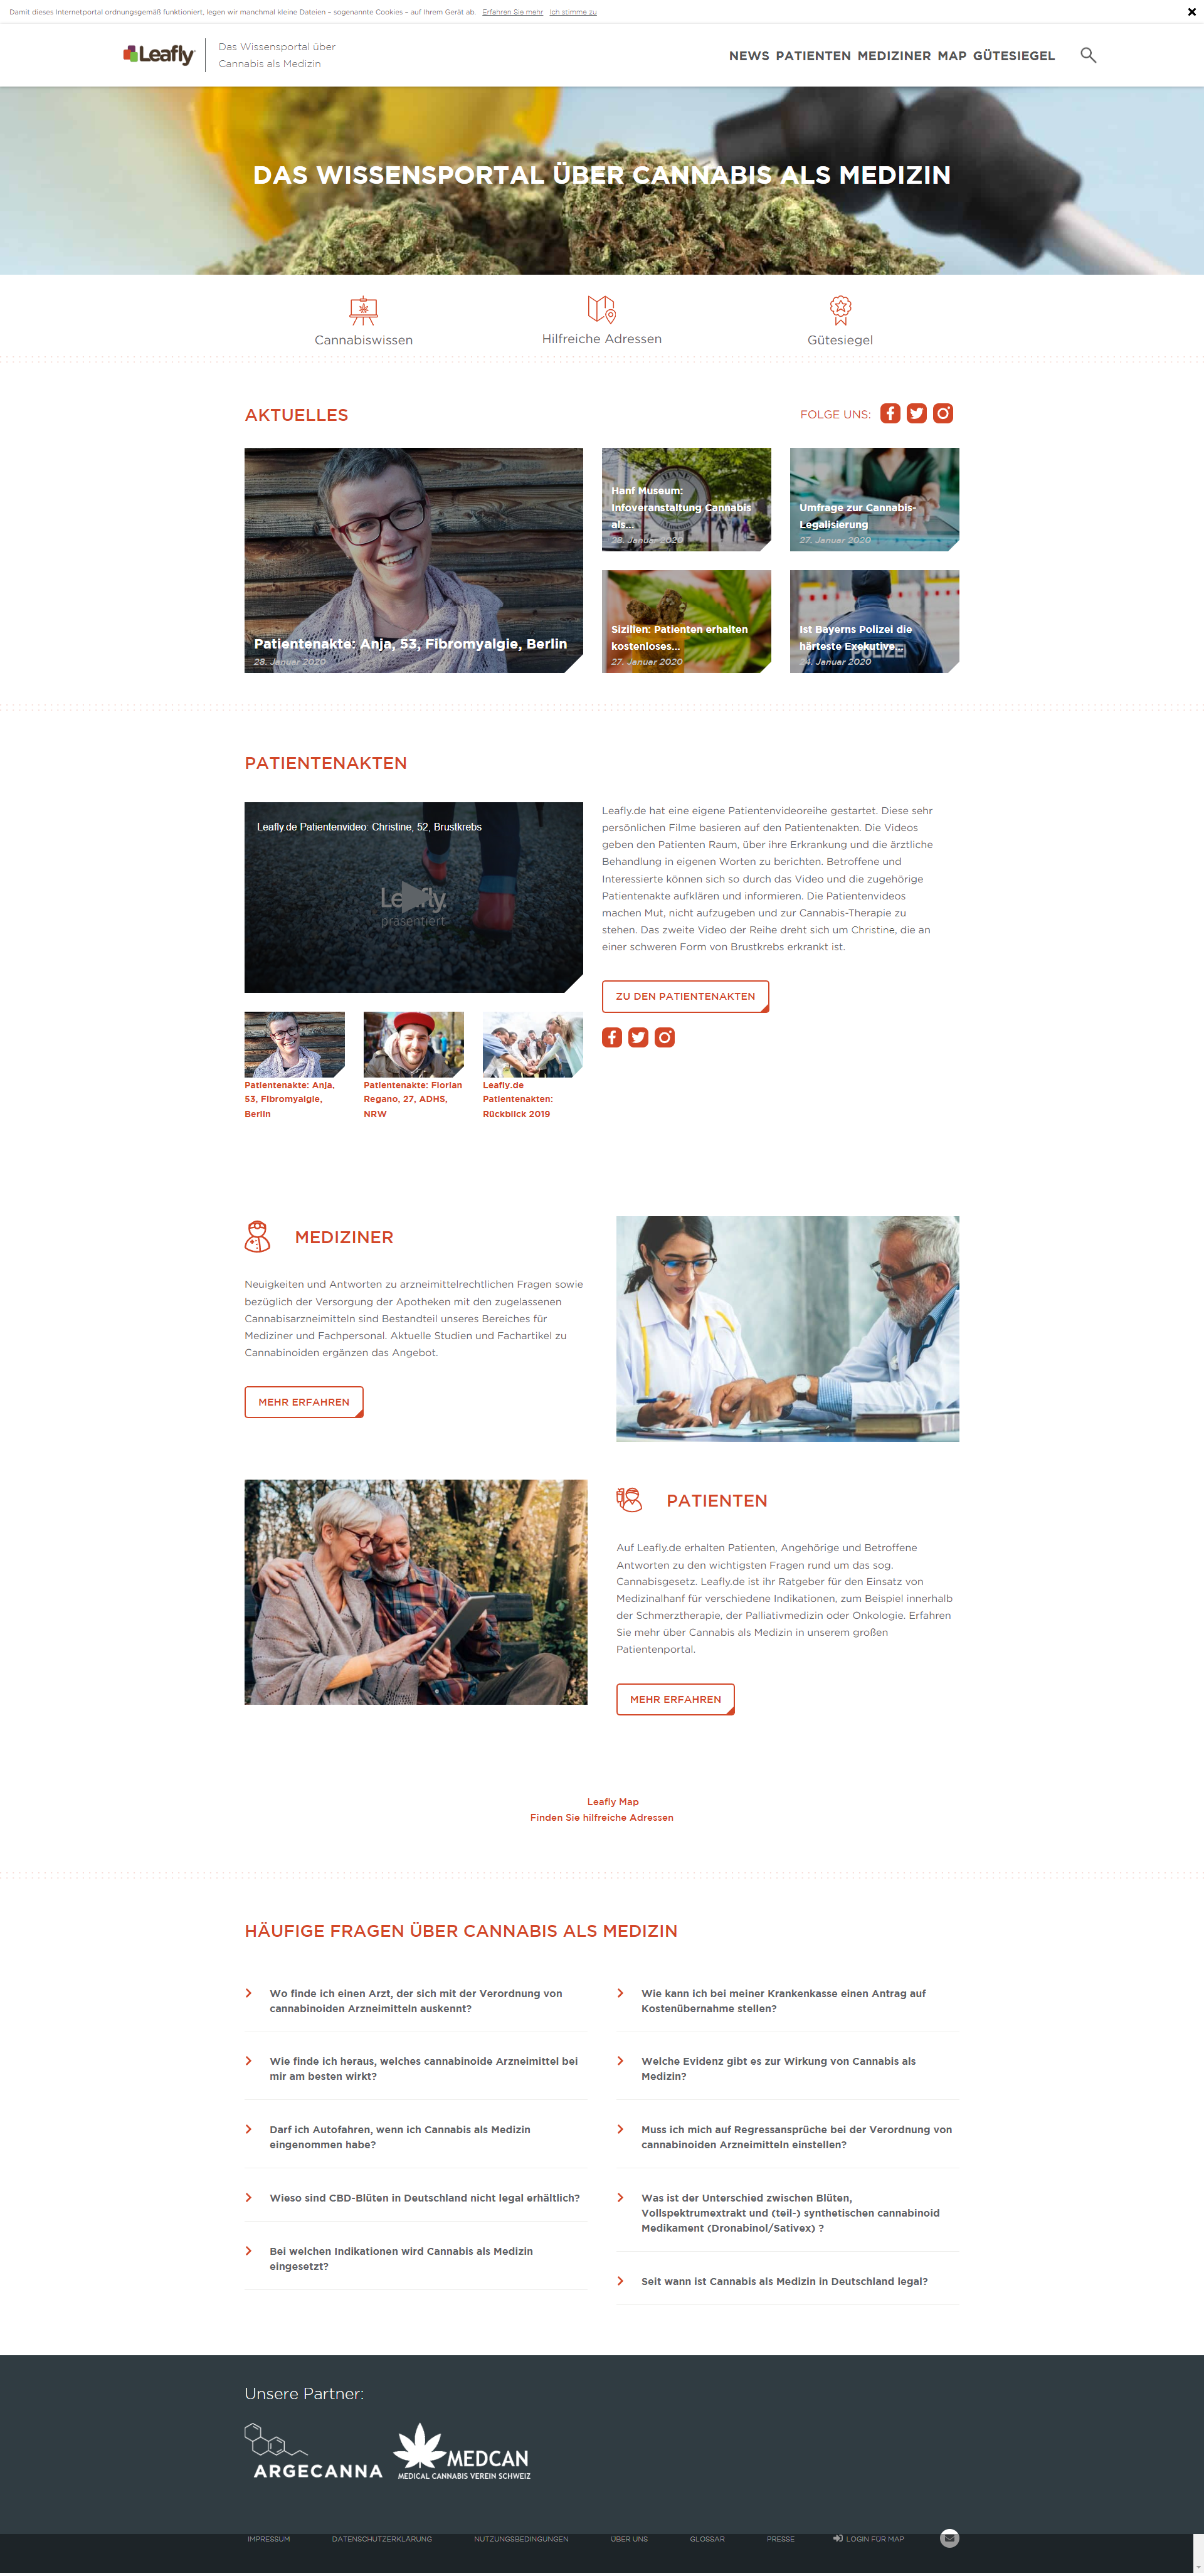 Damit dieses Internetportal ordnungsgemäß funktioniert, legen wir manchmal kleine Dateien – sogenannte Cookies – auf Ihrem Gerät ab. Erfahren Sie mehr Ich stimme zu
Leafly
Das Wissensportal über
Cannabis als Medizin
NEWS PATIENTEN MEDIZINER MAP GÜTESIEGEL
DAS WISSENSPORTAL ÜBER CANNABIS ALS MEDIZIN
Cannabiswissen
Hilfreiche Adressen
Gütesiegel
AKTUELLES
FOLGE UNS:
Patientenakte: Anja, 53, Fibromyalgie, Berlin
28. Januar 2020
Hanf Museum:
Infoveranstaltung Cannabis
als...
28. Januar 2020
Umfrage zur Cannabis-
Legalisierung
27. Januar 2020
Sizilien: Patienten erhalten
kostenloses...
27. Januar 2020
Ist Bayerns Polizei die
härteste Exekutive...
POLIZEI
24. Januar 2020
PATIENTENAKTEN
Leafly.de Patientenvideo: Christine, 52, Brustkrebs
Leafly.
präsentiert
Leafly.de hat eine eigene Patientenvideoreihe gestartet. Diese sehr
persönlichen Filme basieren auf den Patientenakten. Die Videos
geben den Patienten Raum, über ihre Erkrankung und die ärztliche
Behandlung in eigenen Worten zu berichten. Betroffene und
Interessierte können sich so durch das Video und die zugehörige
Patientenakte aufklären und informieren. Die Patientenvideos
machen Mut, nicht aufzugeben und zur Cannabis-Therapie zu
stehen. Das zweite Video der Reihe dreht sich um Christine, die an
einer schweren Form von Brustkrebs erkrankt ist.
ZU DEN PATIENTENAKTEN
Patientenakte: Anja,
53, Fibromyalgie,
Berlin
Patientenakte: Florian
Regano, 27, ADHS,
NRW
Leafly.de
Patientenakten:
Rückblick 2019
MEDIZINER
Neuigkeiten und Antworten zu arzneimittelrechtlichen Fragen sowie
bezüglich der Versorgung der Apotheken mit den zugelassenen
Cannabisarzneimitteln sind Bestandteil unseres Bereiches für
Mediziner und Fachpersonal. Aktuelle Studien und Fachartikel zu
Cannabinoiden ergänzen das Angebot.
MEHR ERFAHREN
PATIENTEN
Auf Leafly.de erhalten Patienten, Angehörige und Betroffene
Antworten zu den wichtigsten Fragen rund um das sog.
Cannabisgesetz. Leafly.de ist ihr Ratgeber für den Einsatz von
Medizinalhanf für verschiedene Indikationen, zum Beispiel innerhalb
der Schmerztherapie, der Palliativmedizin oder Onkologie. Erfahren
Sie mehr über Cannabis als Medizin in unserem großen
Patientenportal.
MEHR ERFAHREN
Leafly Map
Finden Sie hilfreiche Adressen
HÄUFIGE FRAGEN ÜBER CANNABIS ALS MEDIZIN
Wo finde ich einen Arzt, der sich mit der Verordnung von
cannabinoiden Arzneimitteln auskennt?
Wie finde ich heraus, welches cannabinoide Arzneimittel bei
mir am besten wirkt?
Darf ich Autofahren, wenn ich Cannabis als Medizin
eingenommen habe?
Wieso sind CBD-Blüten in Deutschland nicht legal erhältlich?
Bei welchen Indikationen wird Cannabis als Medizin
eingesetzt?
Wie kann ich bei meiner Krankenkasse einen Antrag auf
Kostenübernahme stellen?
Welche Evidenz gibt es zur Wirkung von Cannabis als
Medizin?
Muss ich mich auf Regressansprüche bei der Verordnung von
cannabinoiden Arzneimitteln einstellen?
Was ist der Unterschied zwischen Blüten,
Vollspektrumextrakt und (teil-) synthetischen cannabinoid
Medikament (Dronabinol/Sativex) ?
Seit wann ist Cannabis als Medizin in Deutschland legal?
Unsere Partner:
ARGECANNA
MEDCAN
MEDICAL CANNABIS VEREIN SCHWEIZ
IMPRESSUM DATENSCHUTZERKLÄRUNG NUTZUNGSBEDINGUNGEN ÜBER UNS GLOSSAR PRESSE LOGIN FÜR MAP